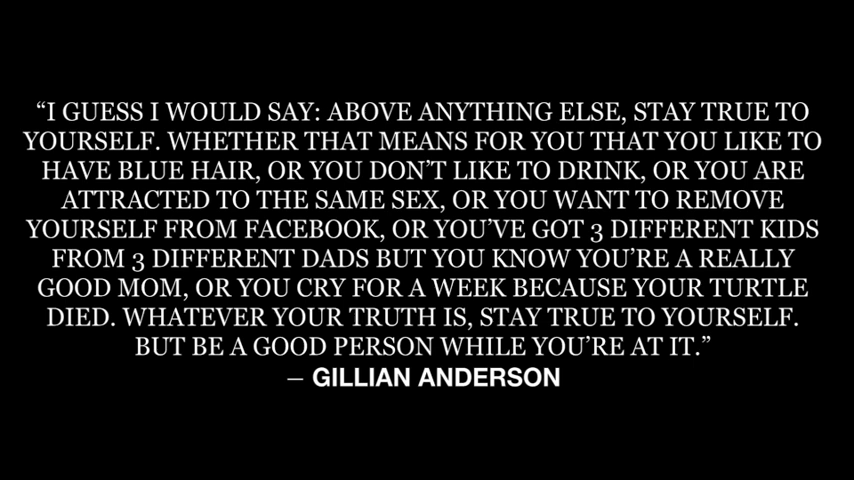 “I GUESS I WOULD SAY: ABOVE ANYTHING ELSE, STAY TRUE TO
YOURSELF. WHETHER THAT MEANS FOR YOU THAT YOU LIKE TO
HAVE BLUE HAIR, OR YOU DON’T LIKE TO DRINK, OR YOU ARE
ATTRACTED TO THE SAME SEX, OR YOU WANT TO REMOVE
YOURSELF FROM FACEBOOK, OR YOU’VE GOT 3 DIFFERENT KIDS
FROM 3 DIFFERENT DADS BUT YOU KNOW YOU’RE A REALLY
GOOD MOM, OR YOU CRY FOR A WEEK BECAUSE YOUR TURTLE
DIED. WHATEVER YOUR TRUTH IS, STAY TRUE TO YOURSELF.
BUT BE A GOOD PERSON WHILE YOU’RE AT IT.”
— GILLIAN ANDERSON